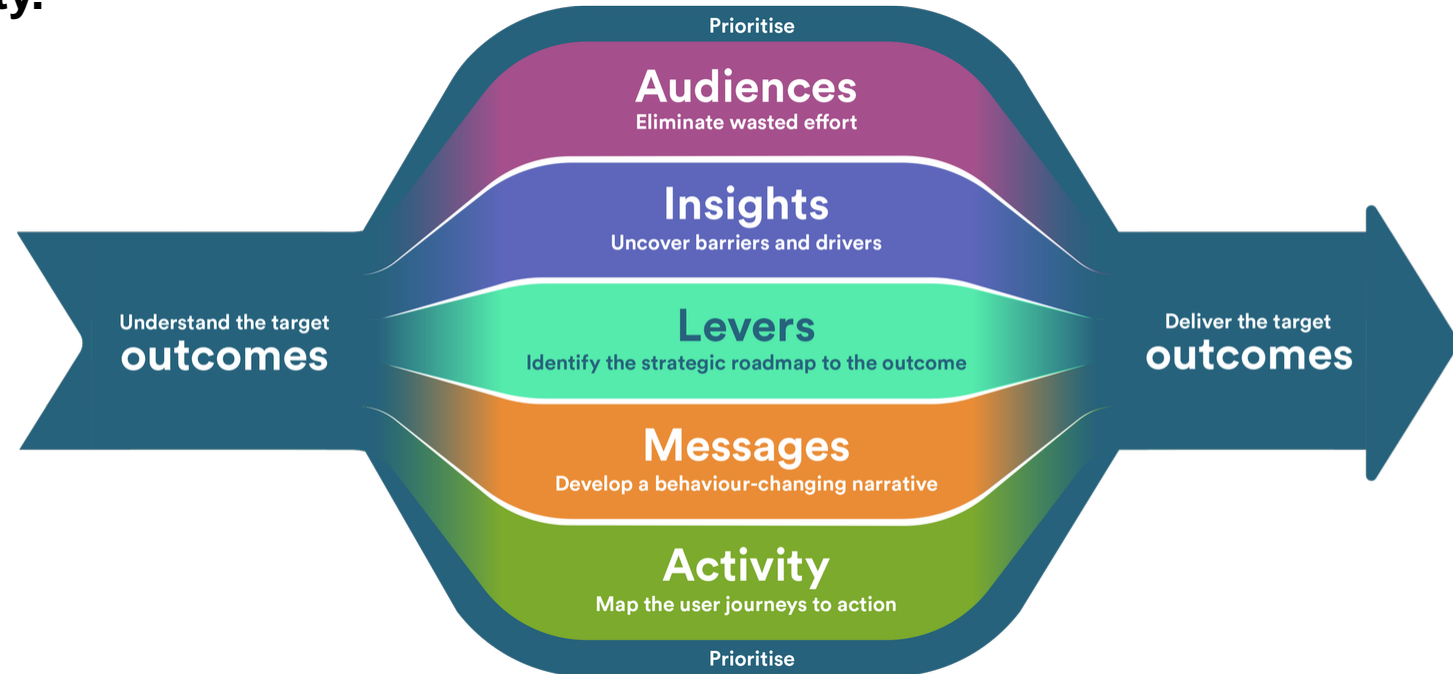 ty.
Prioritise
Audiences
Eliminate wasted effort
Insights
Uncover barriers and drivers
Levers
Identify the strategic roadmap to the outcome
Messages
Develop a behaviour-changing narrative
Activity
Map the user journeys to action
Prioritise
Understand the target
outcomes
Deliver the target
outcomes